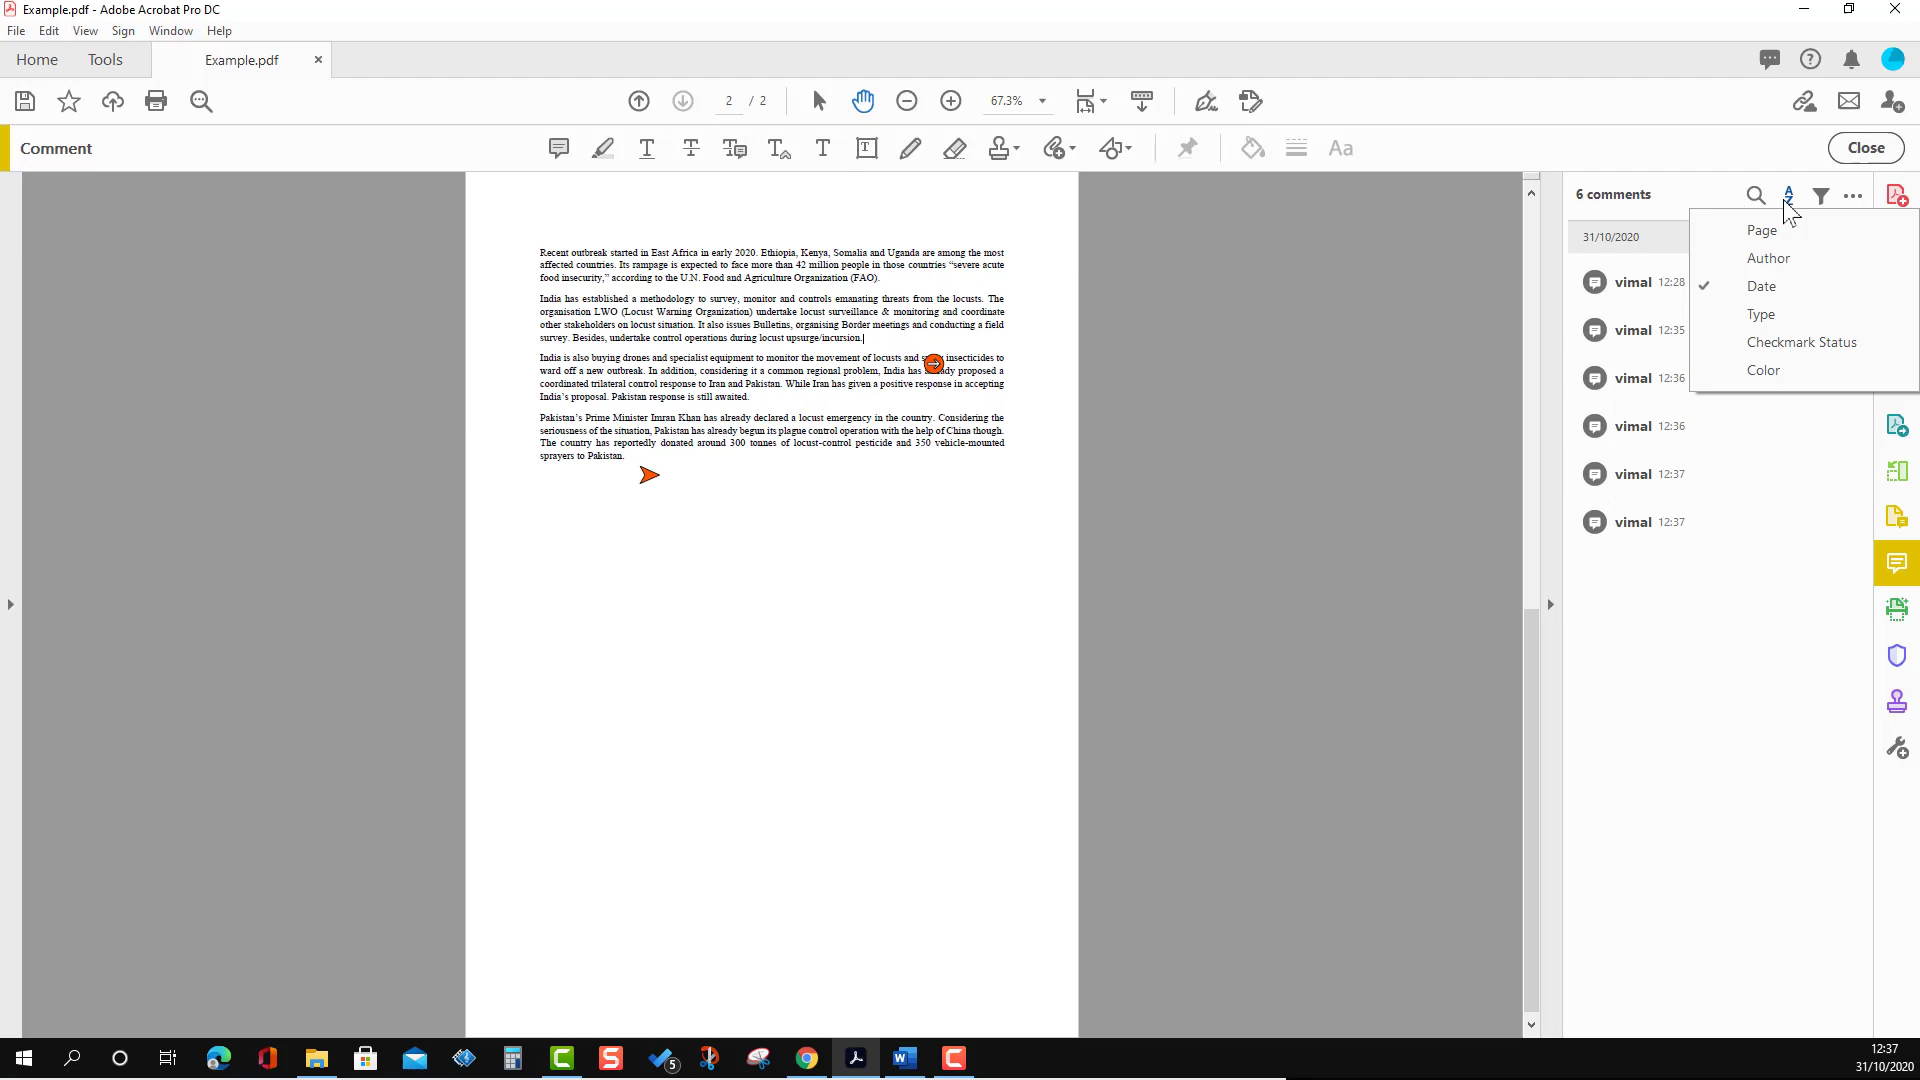 Example.pdf - Adobe Acrobat Pro DC
File Edit View Sign Window Help
Home Tools Example.pdf
2 / 2 67.3%
Comment Close
6 comments
31/10/2020
Page
Author
Date
Type
Checkmark Status
Color
vimal 12:28
vimal 12:35
vimal 12:36
vimal 12:36
vimal 12:37
vimal 12:37
Recent outbreak started in East Africa in early 2020. Ethiopia, Kenya, Somalia and Uganda are among the most
affected countries. Its rampage is expected to face more than 42 million people in those countries “severe acute
food insecurity,” according to the U.N. Food and Agriculture Organization (FAO).
India has established a methodology to survey, monitor and controls emanating threats from the locusts. The
organisation LWO (Locust Warning Organization) undertake locust surveillance & monitoring and coordinate
other stakeholders on locust situation. It also issues Bulletins, organising Border meetings and conducting a field
survey. Besides, undertake control operations during locust upsurge/incursion.
India is also buying drones and specialist equipment to monitor the movement of locusts and insecticides to
ward off a new outbreak. In addition, considering it a common regional problem, India has proposed a
coordinated trilateral control response to Iran and Pakistan. While Iran has given a positive response in accepting
India’s proposal. Pakistan response is still awaited.
Pakistan’s Prime Minister Imran Khan has already declared a locust emergency in the country. Considering the
seriousness of the situation, Pakistan has already begun its plague control operation with the help of China though.
The country has reportedly donated around 300 tonnes of locust-control pesticide and 350 vehicle-mounted
sprayers to Pakistan.
5
12:37
31/10/2020